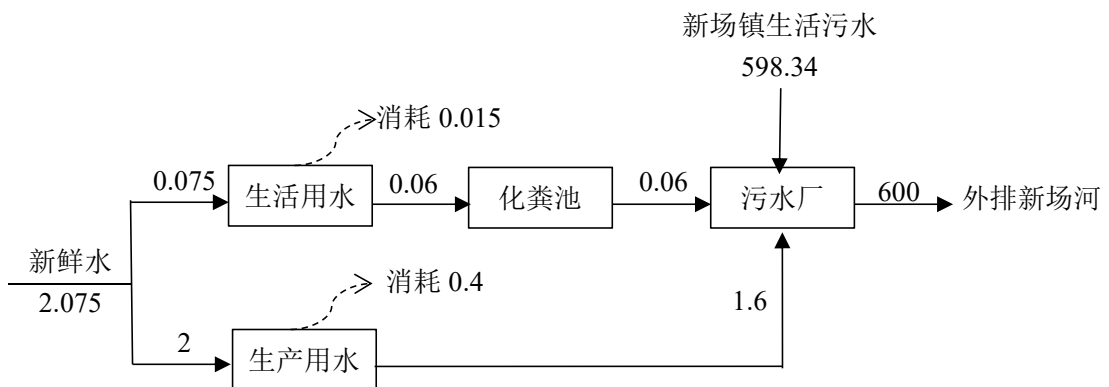 新场镇生活污水
598.34
消耗 0.015
0.075
生活用水
0.06
化粪池
0.06
污水厂
600
外排新场河
新鲜水
2.075
消耗 0.4
2
生产用水
1.6